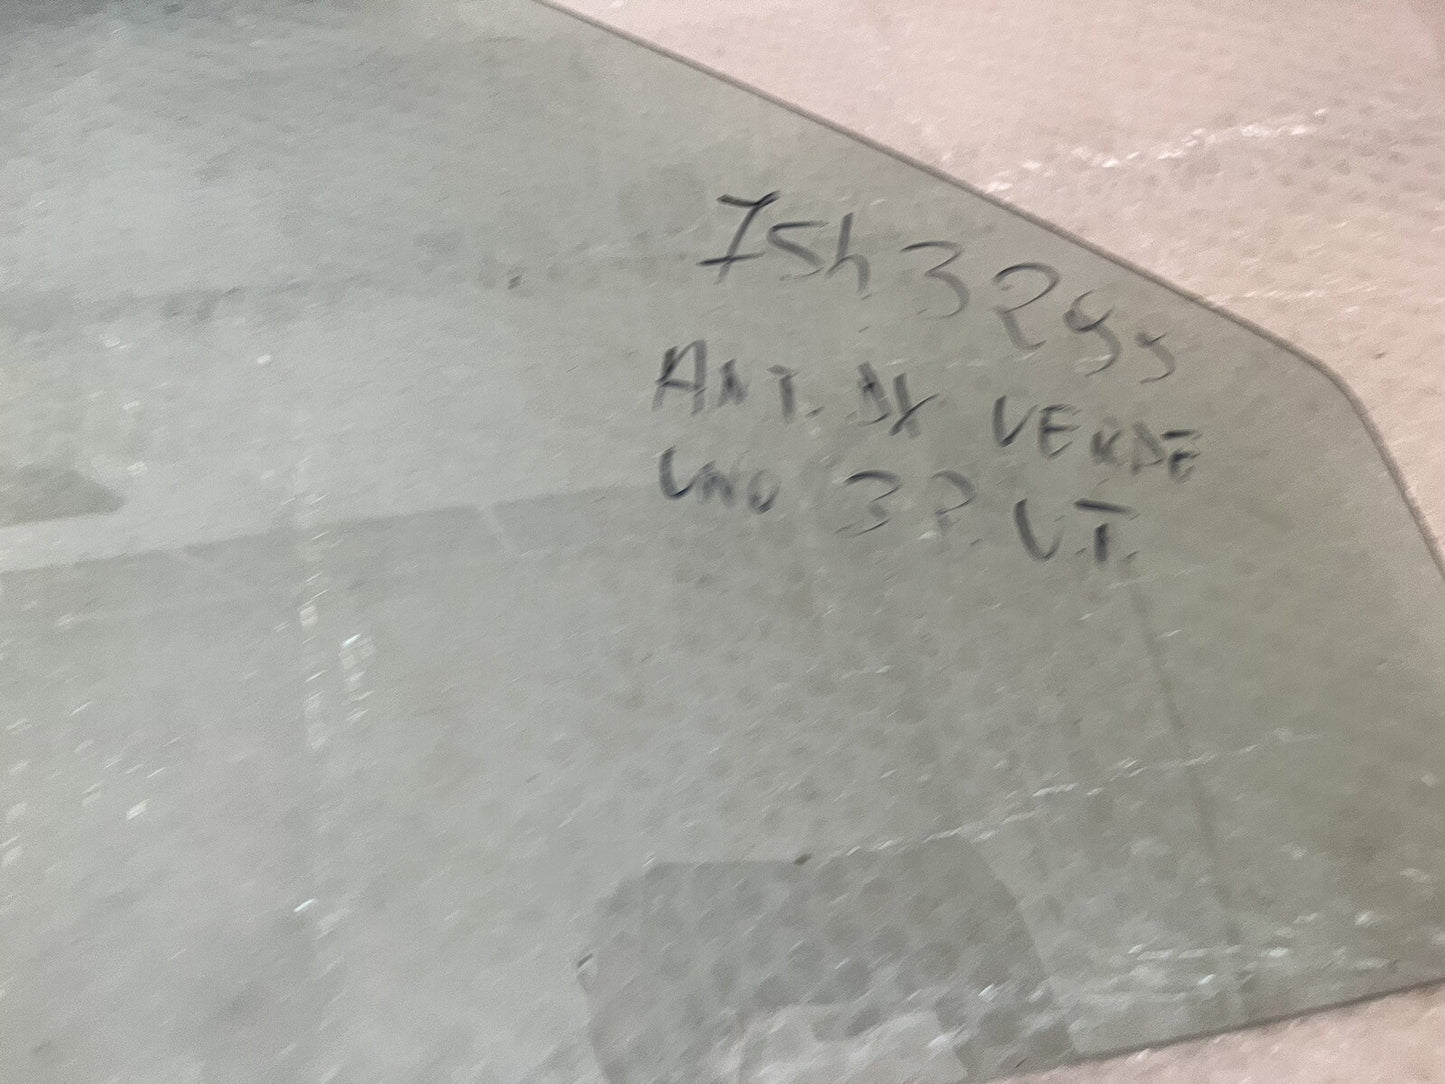 7543295
ANT. DX VERDE
UNO 3P. V.T.